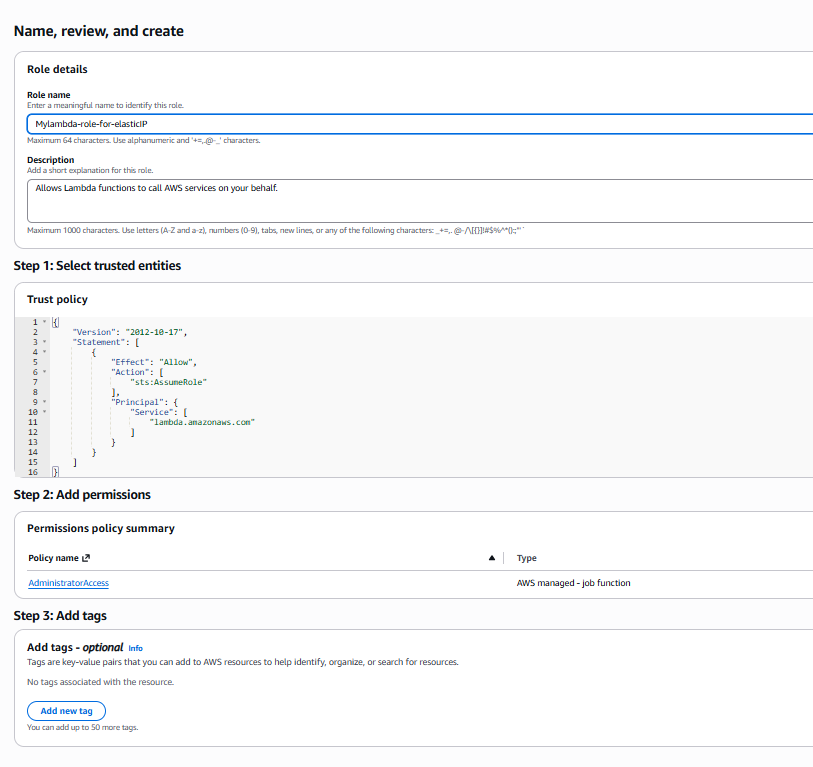 Name, review, and create
Role details
Role name
Enter a meaningful name to identify this role.
Mylambda-role-for-elasticIP
Maximum 64 characters. Use alphanumeric and '+=,.@-_' characters.
Description
Add a short explanation for this role.
Allows Lambda functions to call AWS services on your behalf.
Maximum 1000 characters. Use letters (A-Z and a-z), numbers (0-9), tabs, new lines, or any of the following characters: _+=,. @-/\[{}]!#$%^*();:"'`
Step 1: Select trusted entities
Trust policy
1 {
2 "Version": "2012-10-17",
3 "Statement": [
4 {
5 "Effect": "Allow",
6 "Action": [
7 "sts:AssumeRole"
8 ],
9 "Principal": {
10 "Service": [
11 "lambda.amazonaws.com"
12 ]
13 }
14 }
15 ]
16 }
Step 2: Add permissions
Permissions policy summary
Policy name Type
AdministratorAccess AWS managed - job function
Step 3: Add tags
Add tags - optional Info
Tags are key-value pairs that you can add to AWS resources to help identify, organize, or search for resources.
No tags associated with the resource.
Add new tag
You can add up to 50 more tags.